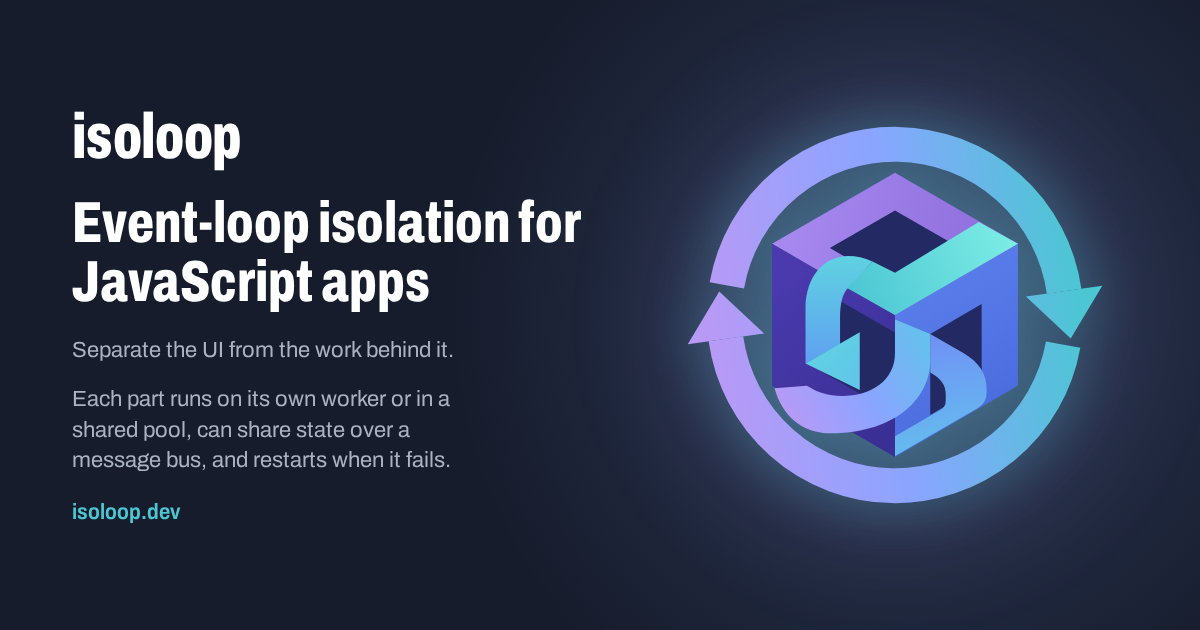 isoloop
Event-loop isolation for
JavaScript apps
Separate the UI from the work behind it.
Each part runs on its own worker or in a
shared pool, can share state over a
message bus, and restarts when it fails.
isoloop.dev